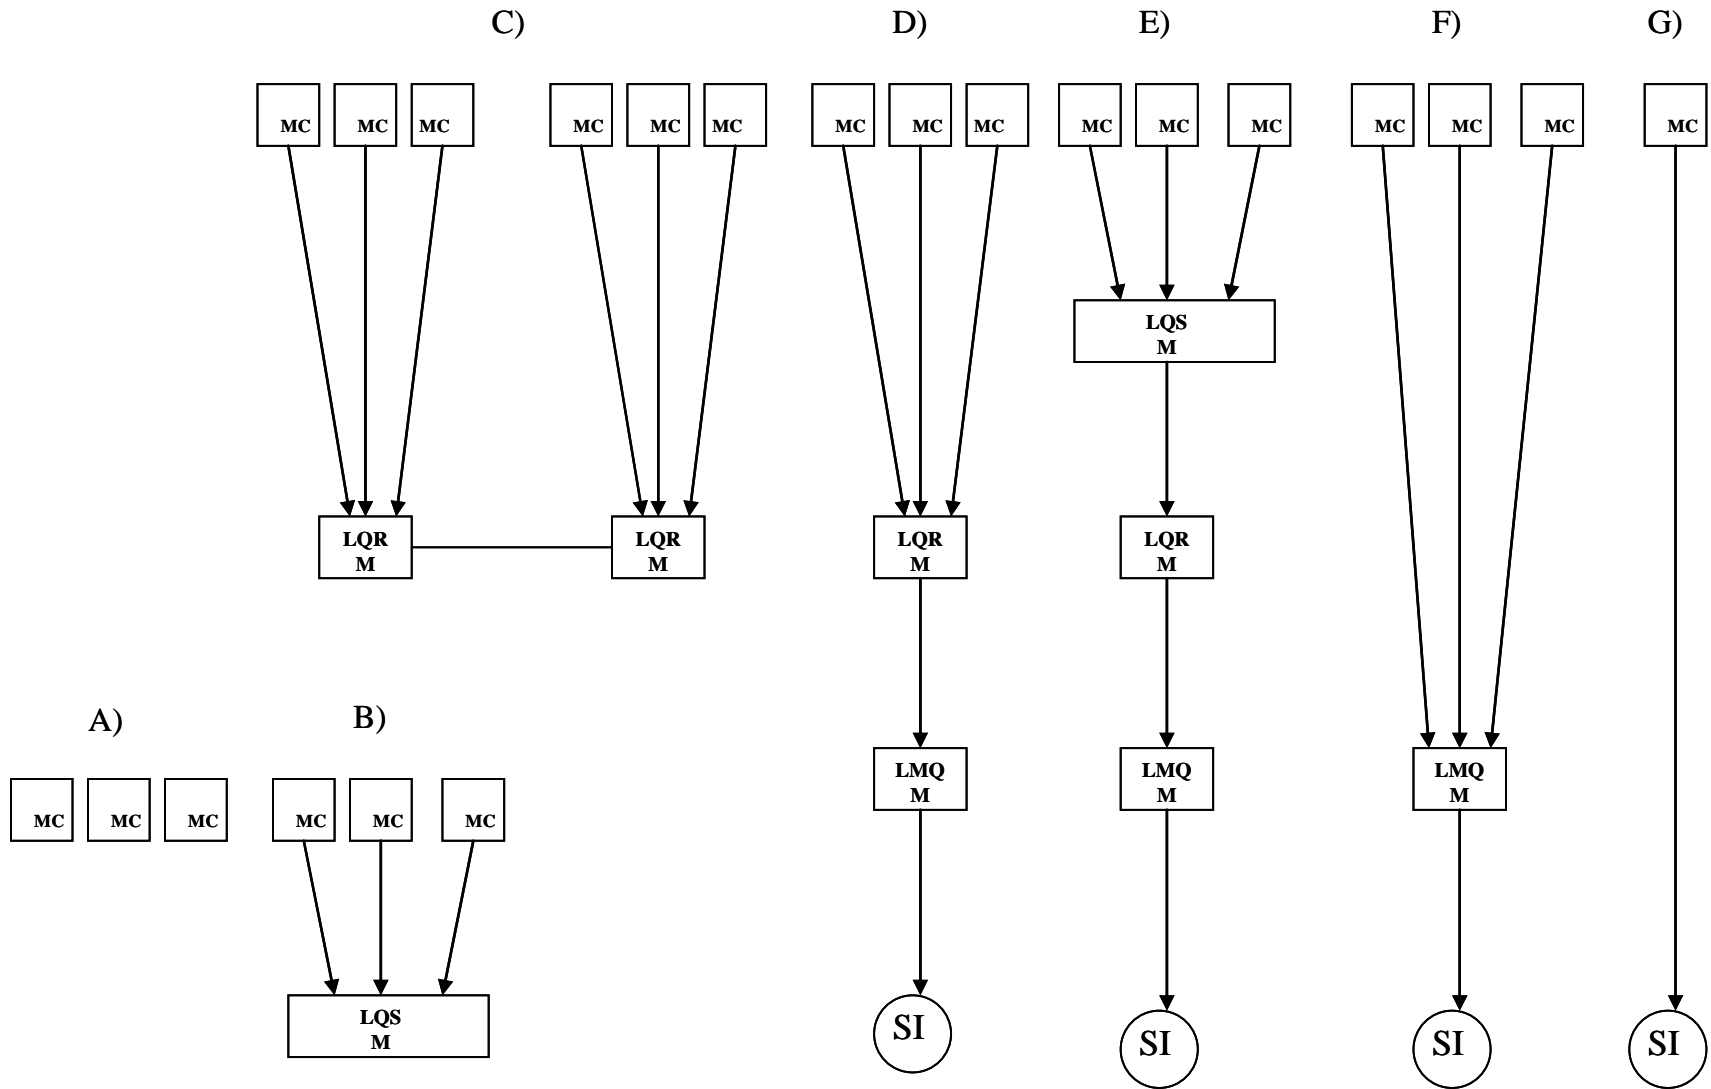 C) D) E) F) G)
MC MC MC MC MC MC MC MC MC MC MC MC MC MC MC MC
LQS
M
LQR LQR LQR LQR
M M M M
A) B)
LMQ LMQ LMQ
M M M
MC MC MC MC MC MC
LQS
M
SI SI SI SI